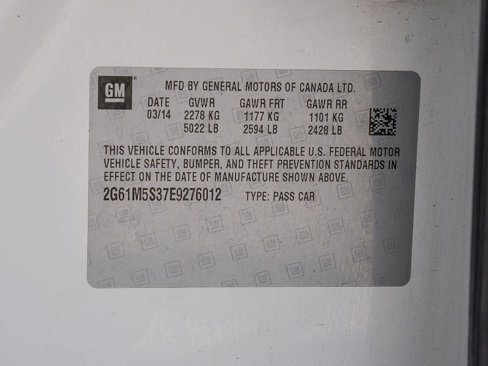 GM
MFD BY GENERAL MOTORS OF CANADA LTD.
DATE GVWR GAWR FRT GAWR RR
03/14 2278 KG 1177 KG 1101 KG
5022 LB 2594 LB 2428 LB
THIS VEHICLE CONFORMS TO ALL APPLICABLE U.S. FEDERAL MOTOR
VEHICLE SAFETY, BUMPER, AND THEFT PREVENTION STANDARDS IN
EFFECT ON THE DATE OF MANUFACTURE SHOWN ABOVE.
2G61M5S37E9276012 TYPE: PASS CAR